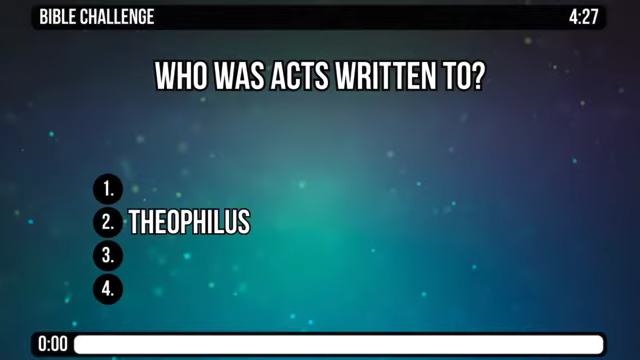 BIBLE CHALLENGE 4:27
WHO WAS ACTS WRITTEN TO?
1.
2. THEOPHILUS
3.
4.
0:00